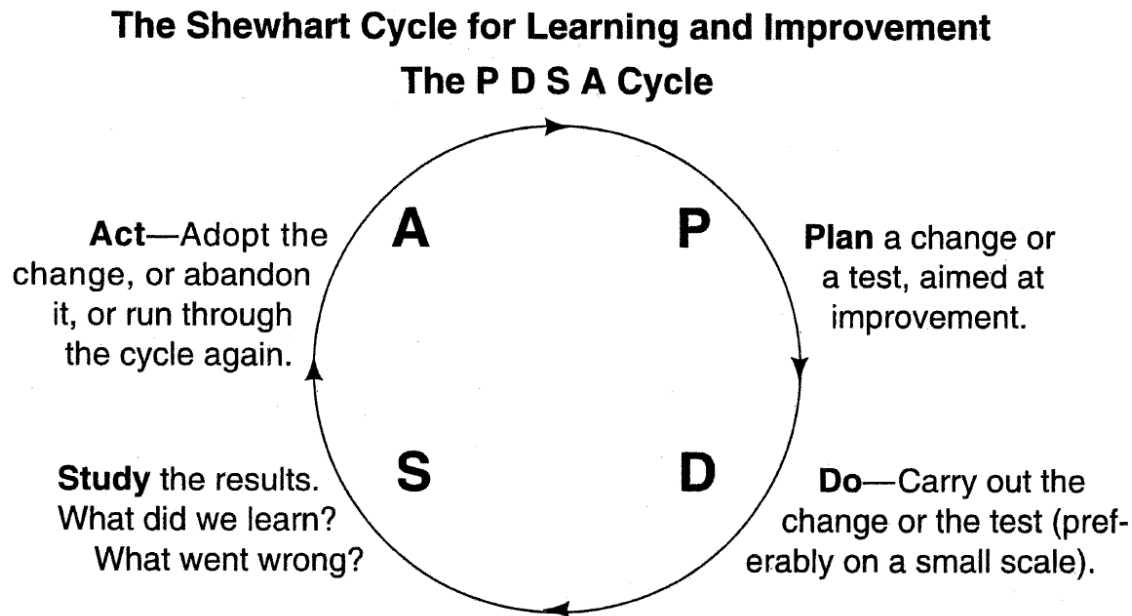 The Shewhart Cycle for Learning and Improvement
The P D S A Cycle
A
P
Act—Adopt the
change, or abandon
it, or run through
the cycle again.
Plan a change or
a test, aimed at
improvement.
S
D
Study the results.
What did we learn?
What went wrong?
Do—Carry out the
change or the test (pref-
erably on a small scale).